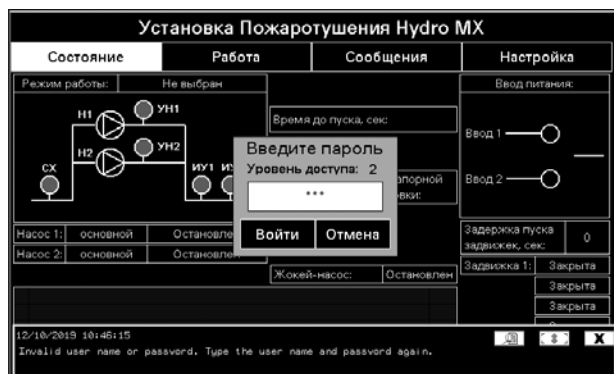 Установка Пожаротушения Hydro MX
Состояние Работа Сообщения Настройка
Режим работы: Не выбран Ввод питания:
Н1 УН1
Время до пуска, сек:
Введите пароль
Ввод 1
Н2 УН2
Уровень доступа: 2
СХ ИУ1
*** апорной
Ввод 2
вки:
Войти Отмена
Насос 1: основной
Задержка пуска задвижек, сек: 0
Насос 2: основной
Жокей-насос: Остановлен
Задвижка 1: Закрыта
Закрыта
Закрыта
12/10/2019 10:46:15
X
Invalid user name or password. Type the user name and password again.